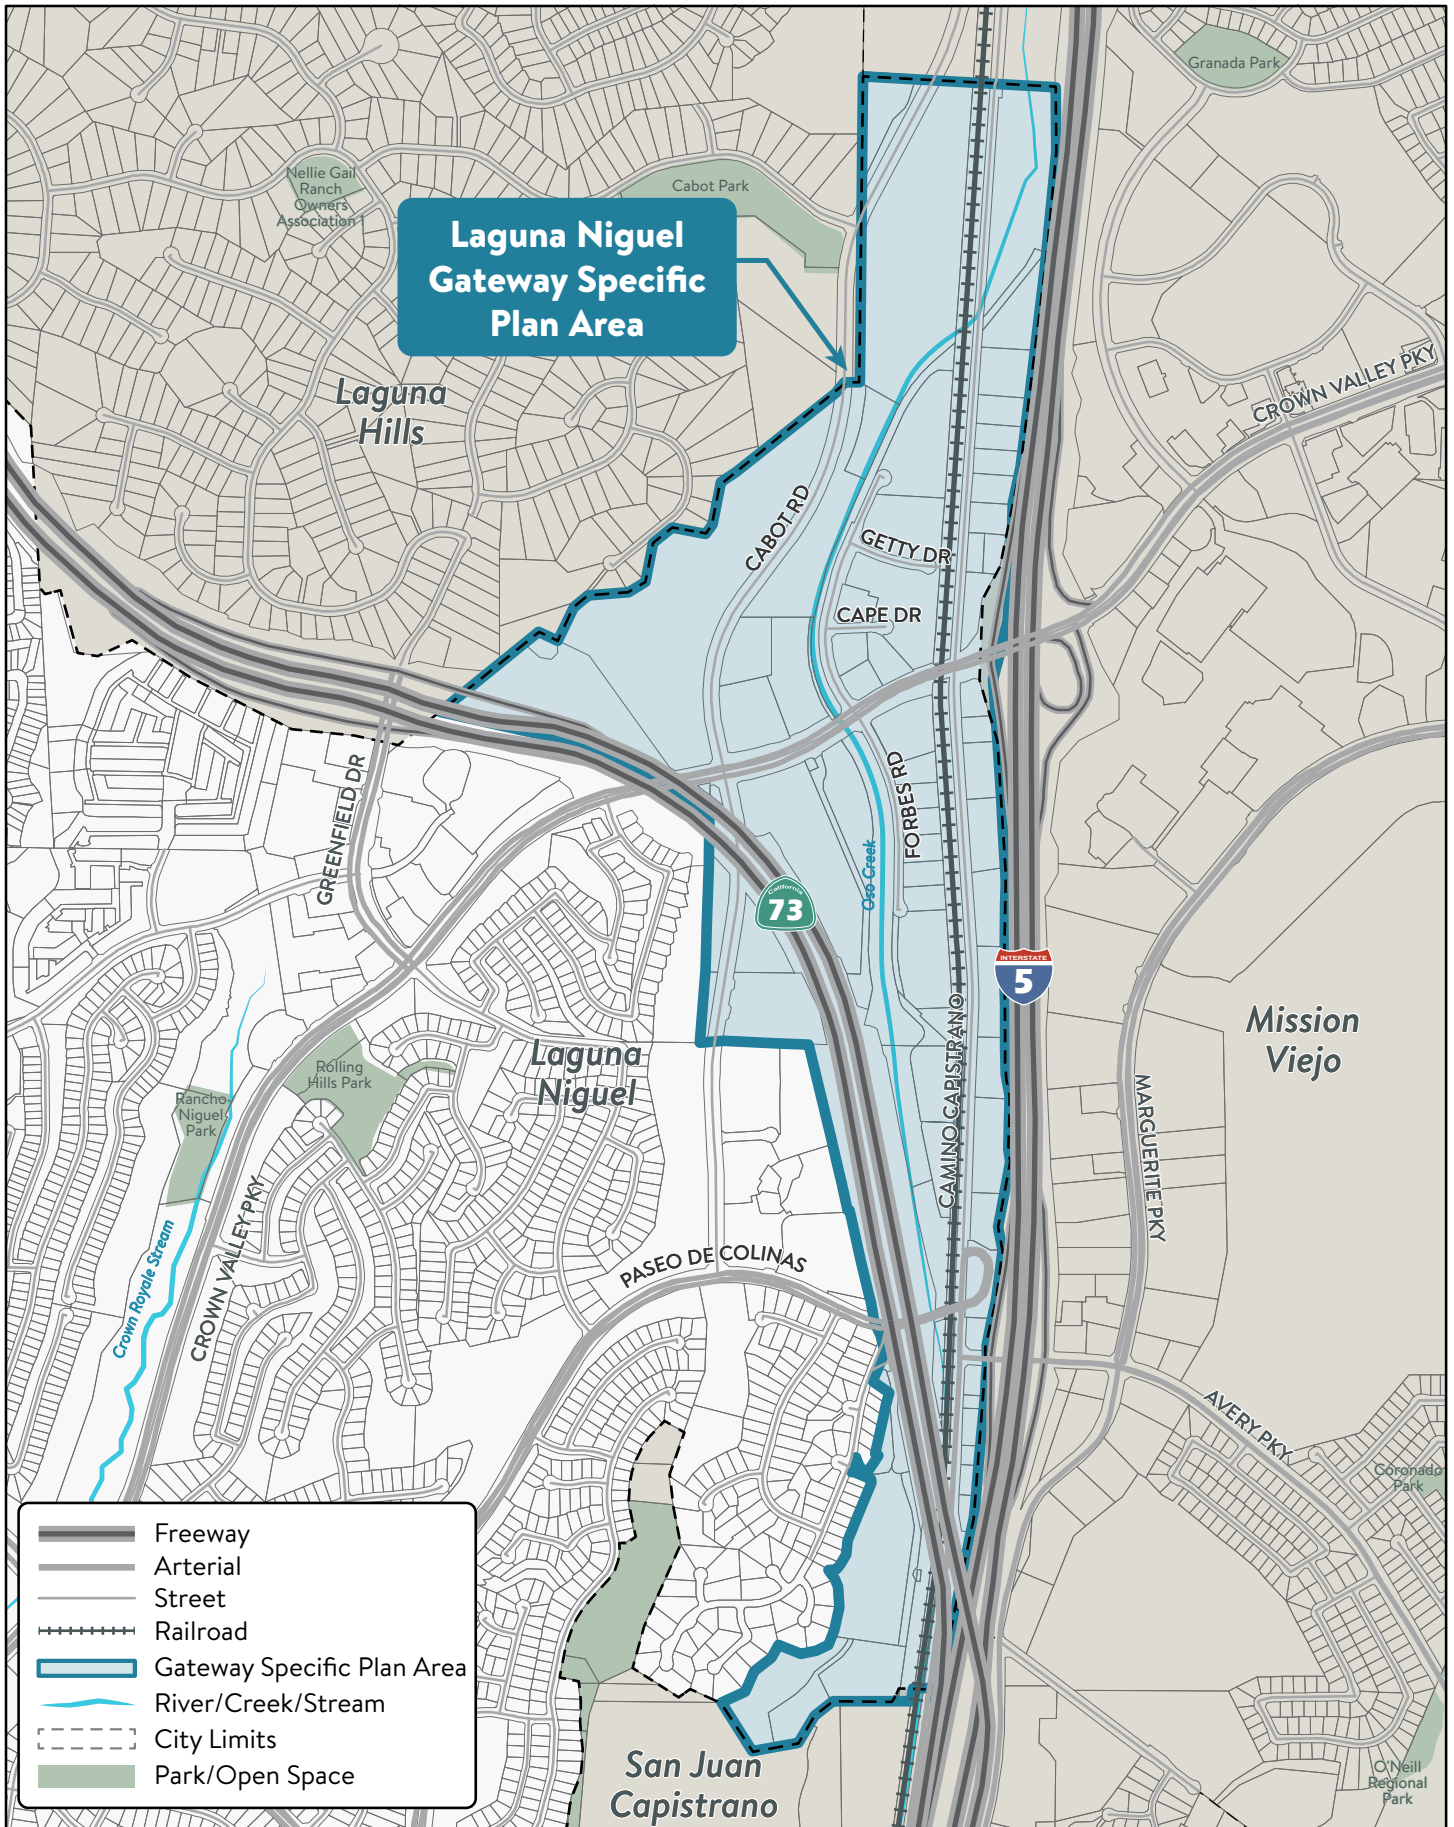 Granada Park
Nellie Gail
Ranch
Owners
Association 1
Cabot Park
Laguna Niguel
Gateway Specific
Plan Area
Laguna
Hills
CROWN VALLEY PKY
CABOT RD
GETTY DR
CAPE DR
GREENFIELD DR
FORBES RD
Oso Creek
California
73
INTERSTATE
5
CAMINO CAPISTRANO
Mission
Viejo
Laguna
Niguel
Rolling
Hills Park
Rancho
Niguel
Park
MARGUERITE PKY
CROWN VALLEY PKY
Crown Royale Stream
PASEO DE COLINAS
AVERY PKY
Coronado
Park
Freeway
Arterial
Street
Railroad
Gateway Specific Plan Area
River/Creek/Stream
City Limits
Park/Open Space
San Juan
Capistrano
O'Neill
Regional
Park